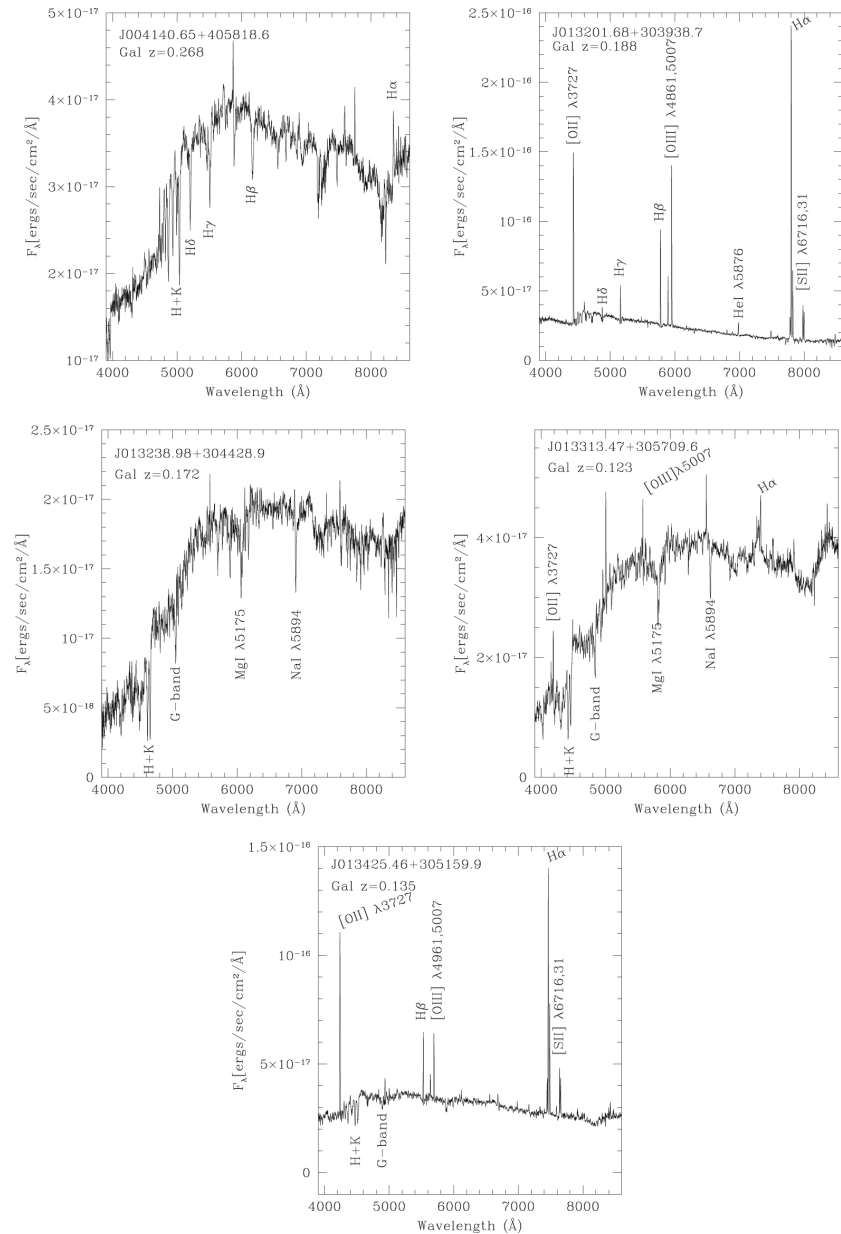 J004140.65+405818.6
Gal z=0.268
Hα
Hβ
Hγ
Hδ
H+K
5×10⁻¹⁷
4×10⁻¹⁷
3×10⁻¹⁷
2×10⁻¹⁷
10⁻¹⁷
F_λ[ergs/sec/cm²/Å]
4000 5000 6000 7000 8000
Wavelength (Å)
J013201.68+303938.7
Gal z=0.188
[OII] λ3727
Hδ
Hγ
Hβ
[OIII] λ4861,5007
HeI λ5876
Hα
[SII] λ6716,31
2.5×10⁻¹⁶
2×10⁻¹⁶
1.5×10⁻¹⁶
10⁻¹⁶
5×10⁻¹⁷
0
F_λ[ergs/sec/cm²/Å]
4000 5000 6000 7000 8000
Wavelength (Å)
J013238.98+304428.9
Gal z=0.172
H+K
G-band
MgI λ5175
NaI λ5894
2.5×10⁻¹⁷
2×10⁻¹⁷
1.5×10⁻¹⁷
10⁻¹⁷
5×10⁻¹⁸
0
F_λ[ergs/sec/cm²/Å]
4000 5000 6000 7000 8000
Wavelength (Å)
J013313.47+305709.6
Gal z=0.123
[OII] λ3727
H+K
G-band
[OIII]λ5007
MgI λ5175
NaI λ5894
Hα
4×10⁻¹⁷
2×10⁻¹⁷
0
F_λ[ergs/sec/cm²/Å]
4000 5000 6000 7000 8000
Wavelength (Å)
J013425.46+305159.9
Gal z=0.135
[OII] λ3727
H+K
G-band
Hβ
[OIII] λ4961,5007
Hα
[SII] λ6716,31
1.5×10⁻¹⁶
10⁻¹⁶
5×10⁻¹⁷
0
F_λ[ergs/sec/cm²/Å]
4000 5000 6000 7000 8000
Wavelength (Å)